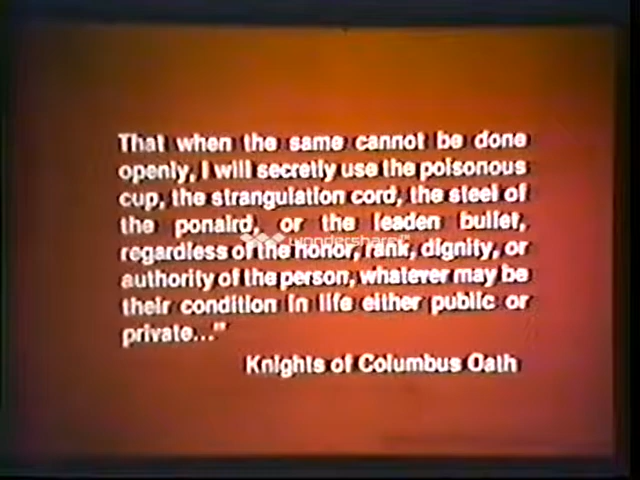 That when the same cannot be done
openly, I will secretly use the poisonous
cup, the strangulation cord, the steel of
the ponaird, or the leaden bullet,
regardless of the honor, rank, dignity, or
authority of the person, whatever may be
their condition in life either public or
private..."
Knights of Columbus Oath
wondershare™